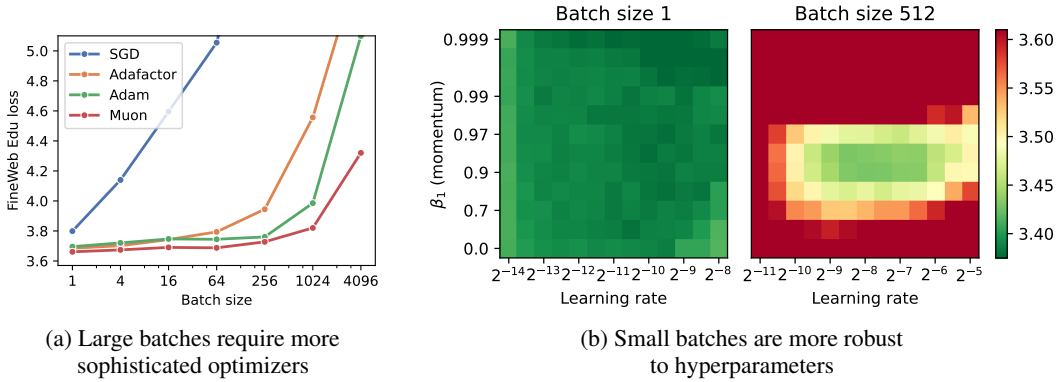 FineWeb Edu loss
5.0
4.8
4.6
4.4
4.2
4.0
3.8
3.6
SGD
Adafactor
Adam
Muon
1 4 16 64 256 1024 4096
Batch size
(a) Large batches require more
sophisticated optimizers
Batch size 1
Batch size 512
β₁ (momentum)
0.999
0.99
0.97
0.9
0.7
0.0
2⁻¹⁴ 2⁻¹³ 2⁻¹² 2⁻¹¹ 2⁻¹⁰ 2⁻⁹ 2⁻⁸
Learning rate
2⁻¹¹ 2⁻¹⁰ 2⁻⁹ 2⁻⁸ 2⁻⁷ 2⁻⁶ 2⁻⁵
Learning rate
3.60
3.55
3.50
3.45
3.40
(b) Small batches are more robust
to hyperparameters